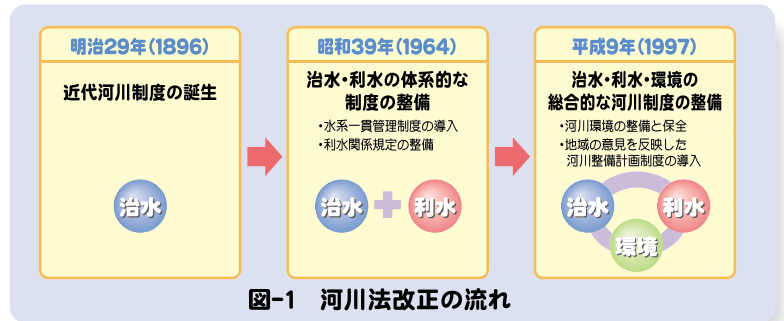 明治29年(1896)
近代河川制度の誕生
治水
昭和39年(1964)
治水・利水の体系的な
制度の整備
・水系一貫管理制度の導入
・利水関係規定の整備
治水
利水
平成9年(1997)
治水・利水・環境の
総合的な河川制度の整備
・河川環境の整備と保全
・地域の意見を反映した
河川整備計画制度の導入
治水
利水
環境
図-1 河川法改正の流れ